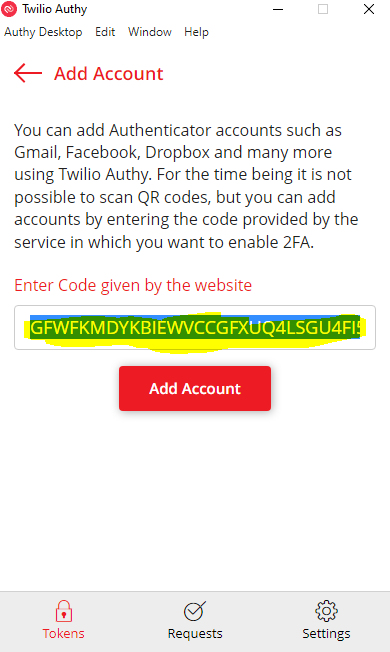 Twilio Authy
Authy Desktop Edit Window Help
Add Account
You can add Authenticator accounts such as
Gmail, Facebook, Dropbox and many more
using Twilio Authy. For the time being it is not
possible to scan QR codes, but you can add
accounts by entering the code provided by the
service in which you want to enable 2FA.
Enter Code given by the website
GFWFKMDYKBIEWVCCGFXUQ4LSGU4FI5
Add Account
Tokens Requests Settings